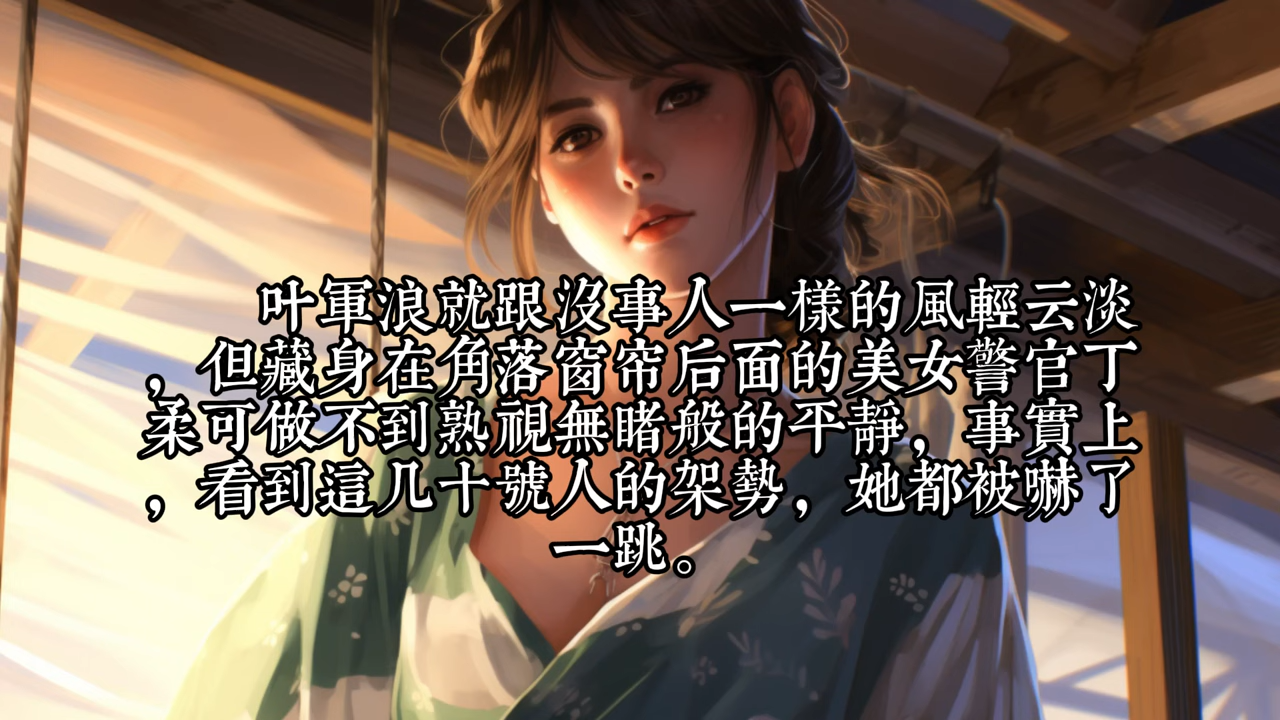 叶軍浪就跟沒事人一樣的風輕云淡
，但藏身在角落窗帘后面的美女警官丁
柔可做不到熟視無睹般的平靜，事實上
，看到這几十號人的架勢，她都被嚇了
一跳。